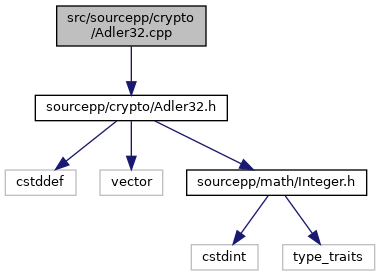 src/sourcepp/crypto
/Adler32.cpp
sourcepp/crypto/Adler32.h
cstddef
vector
sourcepp/math/Integer.h
cstdint
type_traits